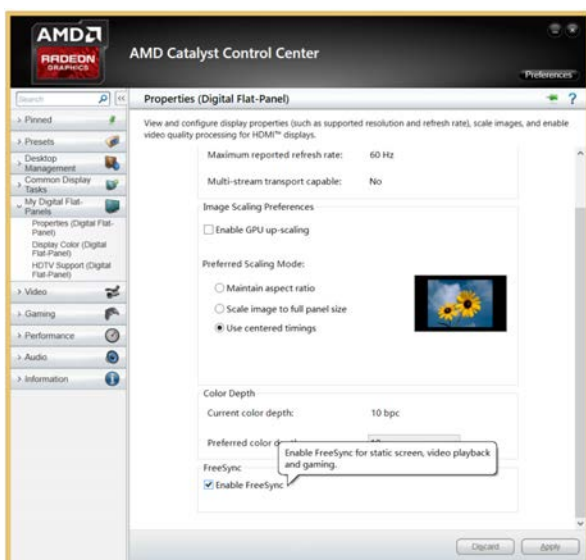 AMD
RADEON
GRAPHICS
AMD Catalyst Control Center
Preferences
Search
<<
Properties (Digital Flat-Panel)
?
> Pinned
> Presets
> Desktop
Management
> Common Display
Tasks
My Digital Flat-
Panels
Properties (Digital Flat-
Panel)
Display Color (Digital
Flat-Panel)
HDTV Support (Digital
Flat-Panel)
> Video
> Gaming
> Performance
> Audio
> Information
View and configure display properties (such as supported resolution and refresh rate), scale images, and enable
video quality processing for HDMI™ displays.
Maximum reported refresh rate: 60 Hz
Multi-stream transport capable: No
Image Scaling Preferences
Enable GPU up-scaling
Preferred Scaling Mode:
Maintain aspect ratio
Scale image to full panel size
Use centered timings
Color Depth
Current color depth: 10 bpc
Preferred color
Enable FreeSync for static screen, video playback
and gaming.
FreeSync
Enable FreeSync
Discard
Apply